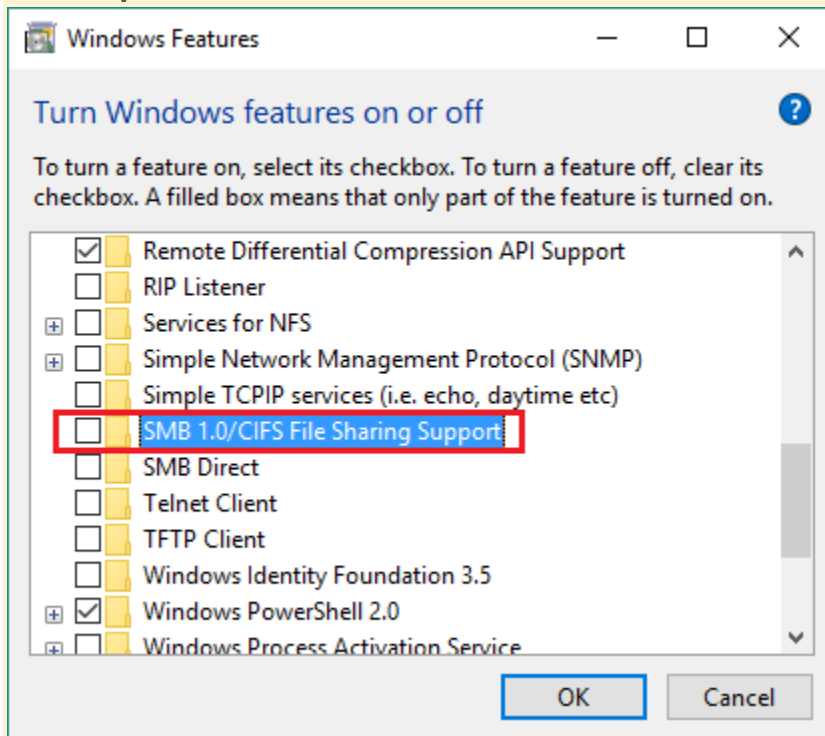 Windows Features
Turn Windows features on or off
?
To turn a feature on, select its checkbox. To turn a feature off, clear its
checkbox. A filled box means that only part of the feature is turned on.
Remote Differential Compression API Support
RIP Listener
Services for NFS
Simple Network Management Protocol (SNMP)
Simple TCPIP services (i.e. echo, daytime etc)
SMB 1.0/CIFS File Sharing Support
SMB Direct
Telnet Client
TFTP Client
Windows Identity Foundation 3.5
Windows PowerShell 2.0
Windows Process Activation Service
OK
Cancel